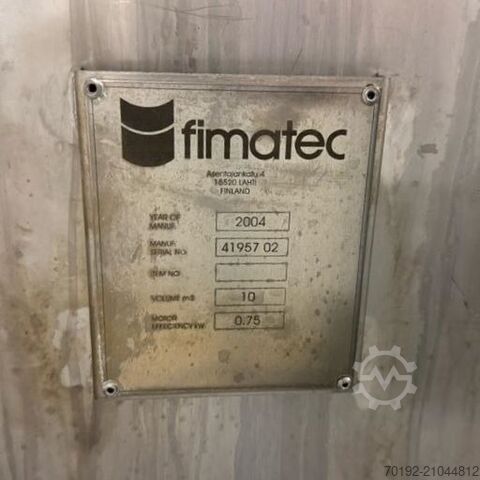 fimatec
Asentajankatu 4
15520 LAHTI
FINLAND
YEAR OF
MANUF. 2004
MANUF.
SERIAL NO: 41957 02
ITEM NO:
VOLUME m3 10
MOTOR
EFFECIENCY KW 0.75
70192-21044812